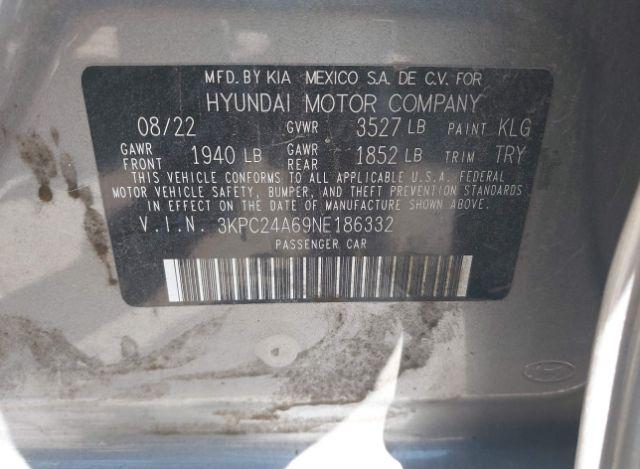 MFD. BY KIA MEXICO S.A. DE C.V. FOR
HYUNDAI MOTOR COMPANY
08/22 GVWR 3527 LB PAINT KLG
GAWR FRONT 1940 LB GAWR REAR 1852 LB TRIM TRY
THIS VEHICLE CONFORMS TO ALL APPLICABLE U.S.A. FEDERAL
MOTOR VEHICLE SAFETY, BUMPER, AND THEFT PREVENTION STANDARDS
IN EFFECT ON THE DATE OF MANUFACTURE SHOWN ABOVE.
V.I.N. 3KPC24A69NE186332
PASSENGER CAR